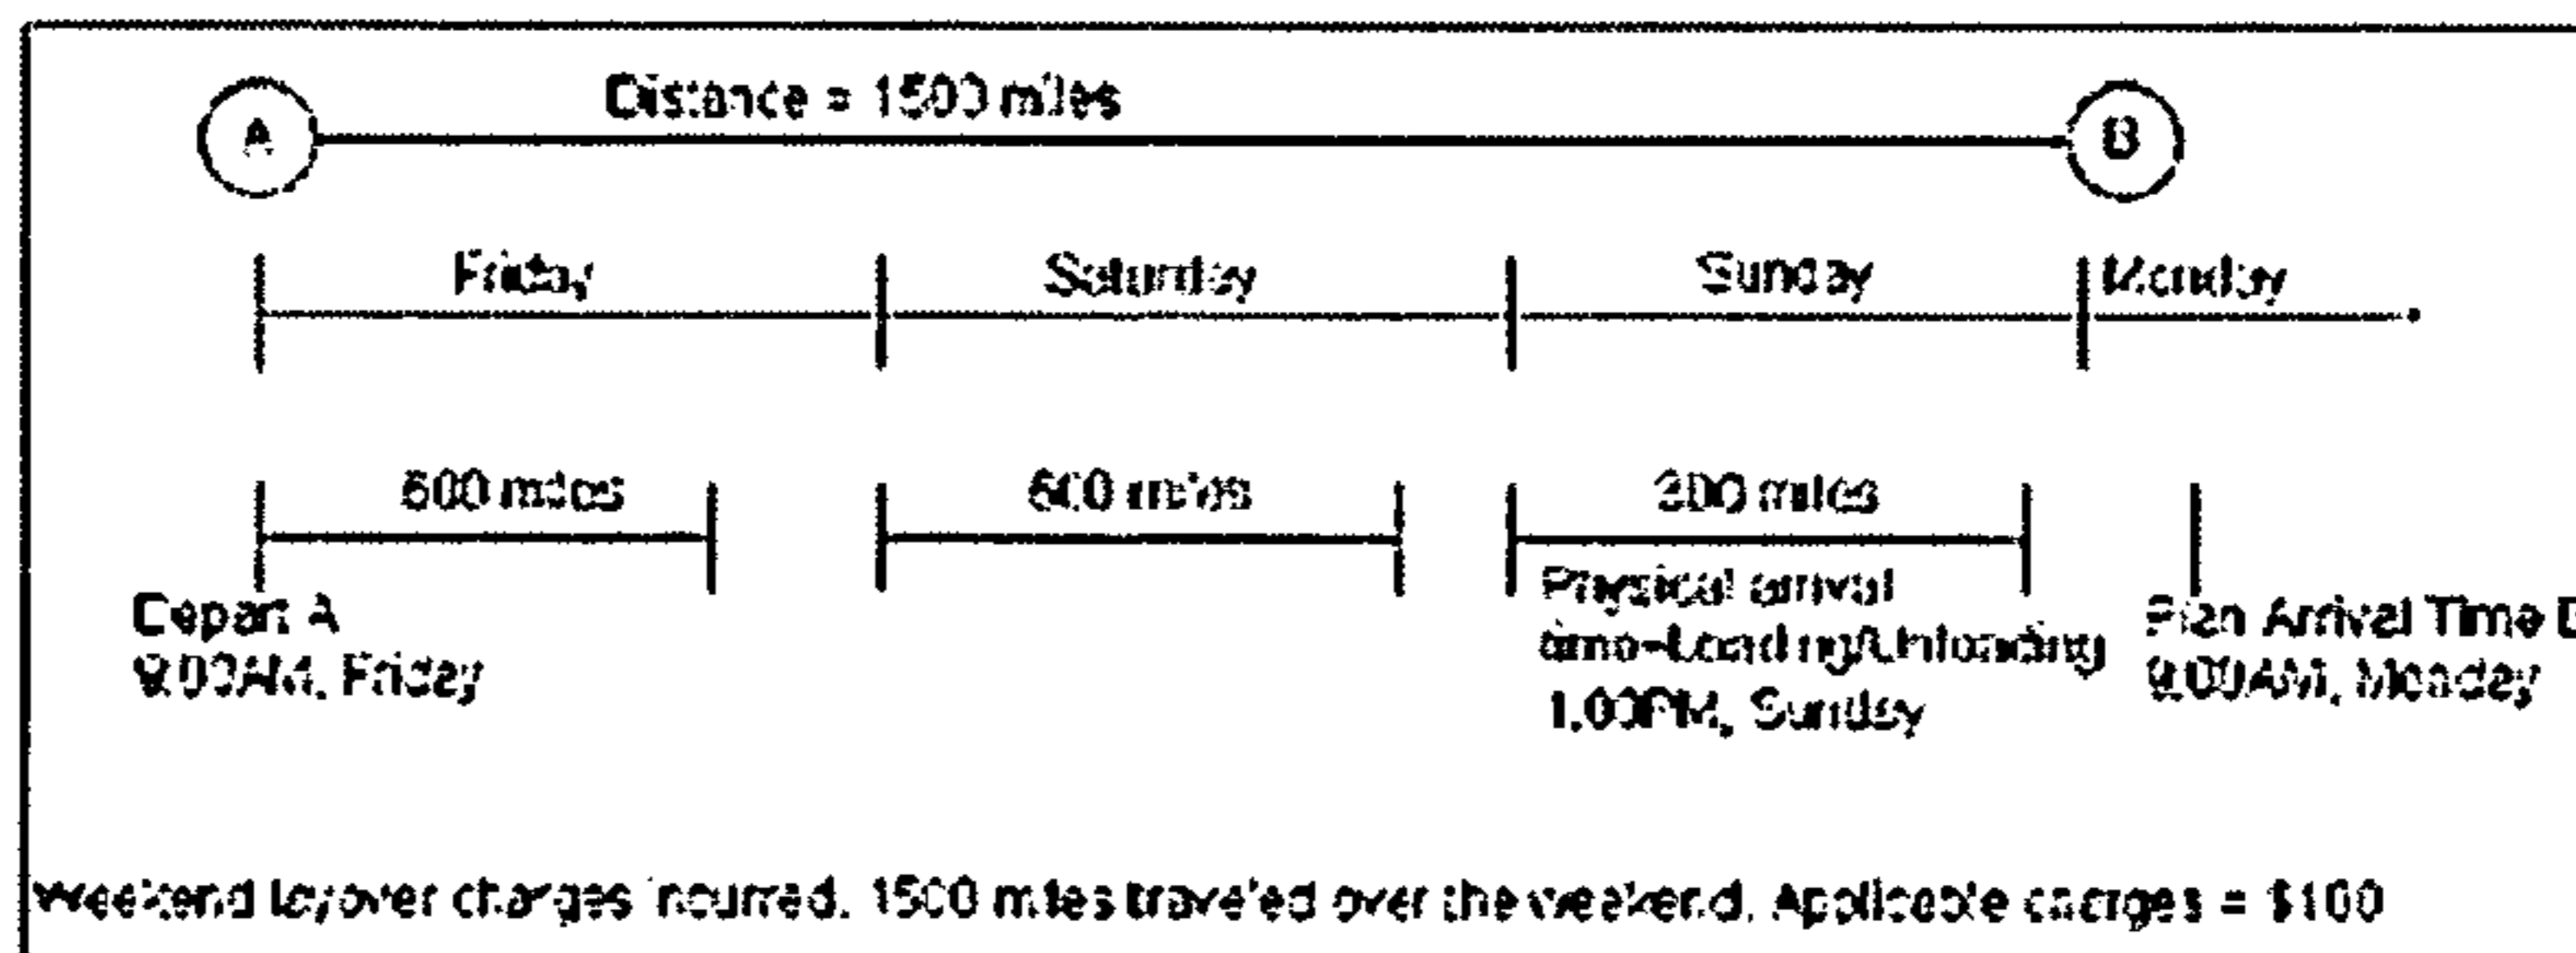 Distance = 1500 miles
A B
Friday Saturday Sunday Monday
600 miles 600 miles 300 miles
Depart A
9.00AM, Friday
Physical arrival
time+Loading/Unloading
1.00PM, Sunday
Plan Arrival Time B
9.00AM, Monday
Weekend layover charges incurred. 1500 miles traveled over the weekend. Applicable charges = $100